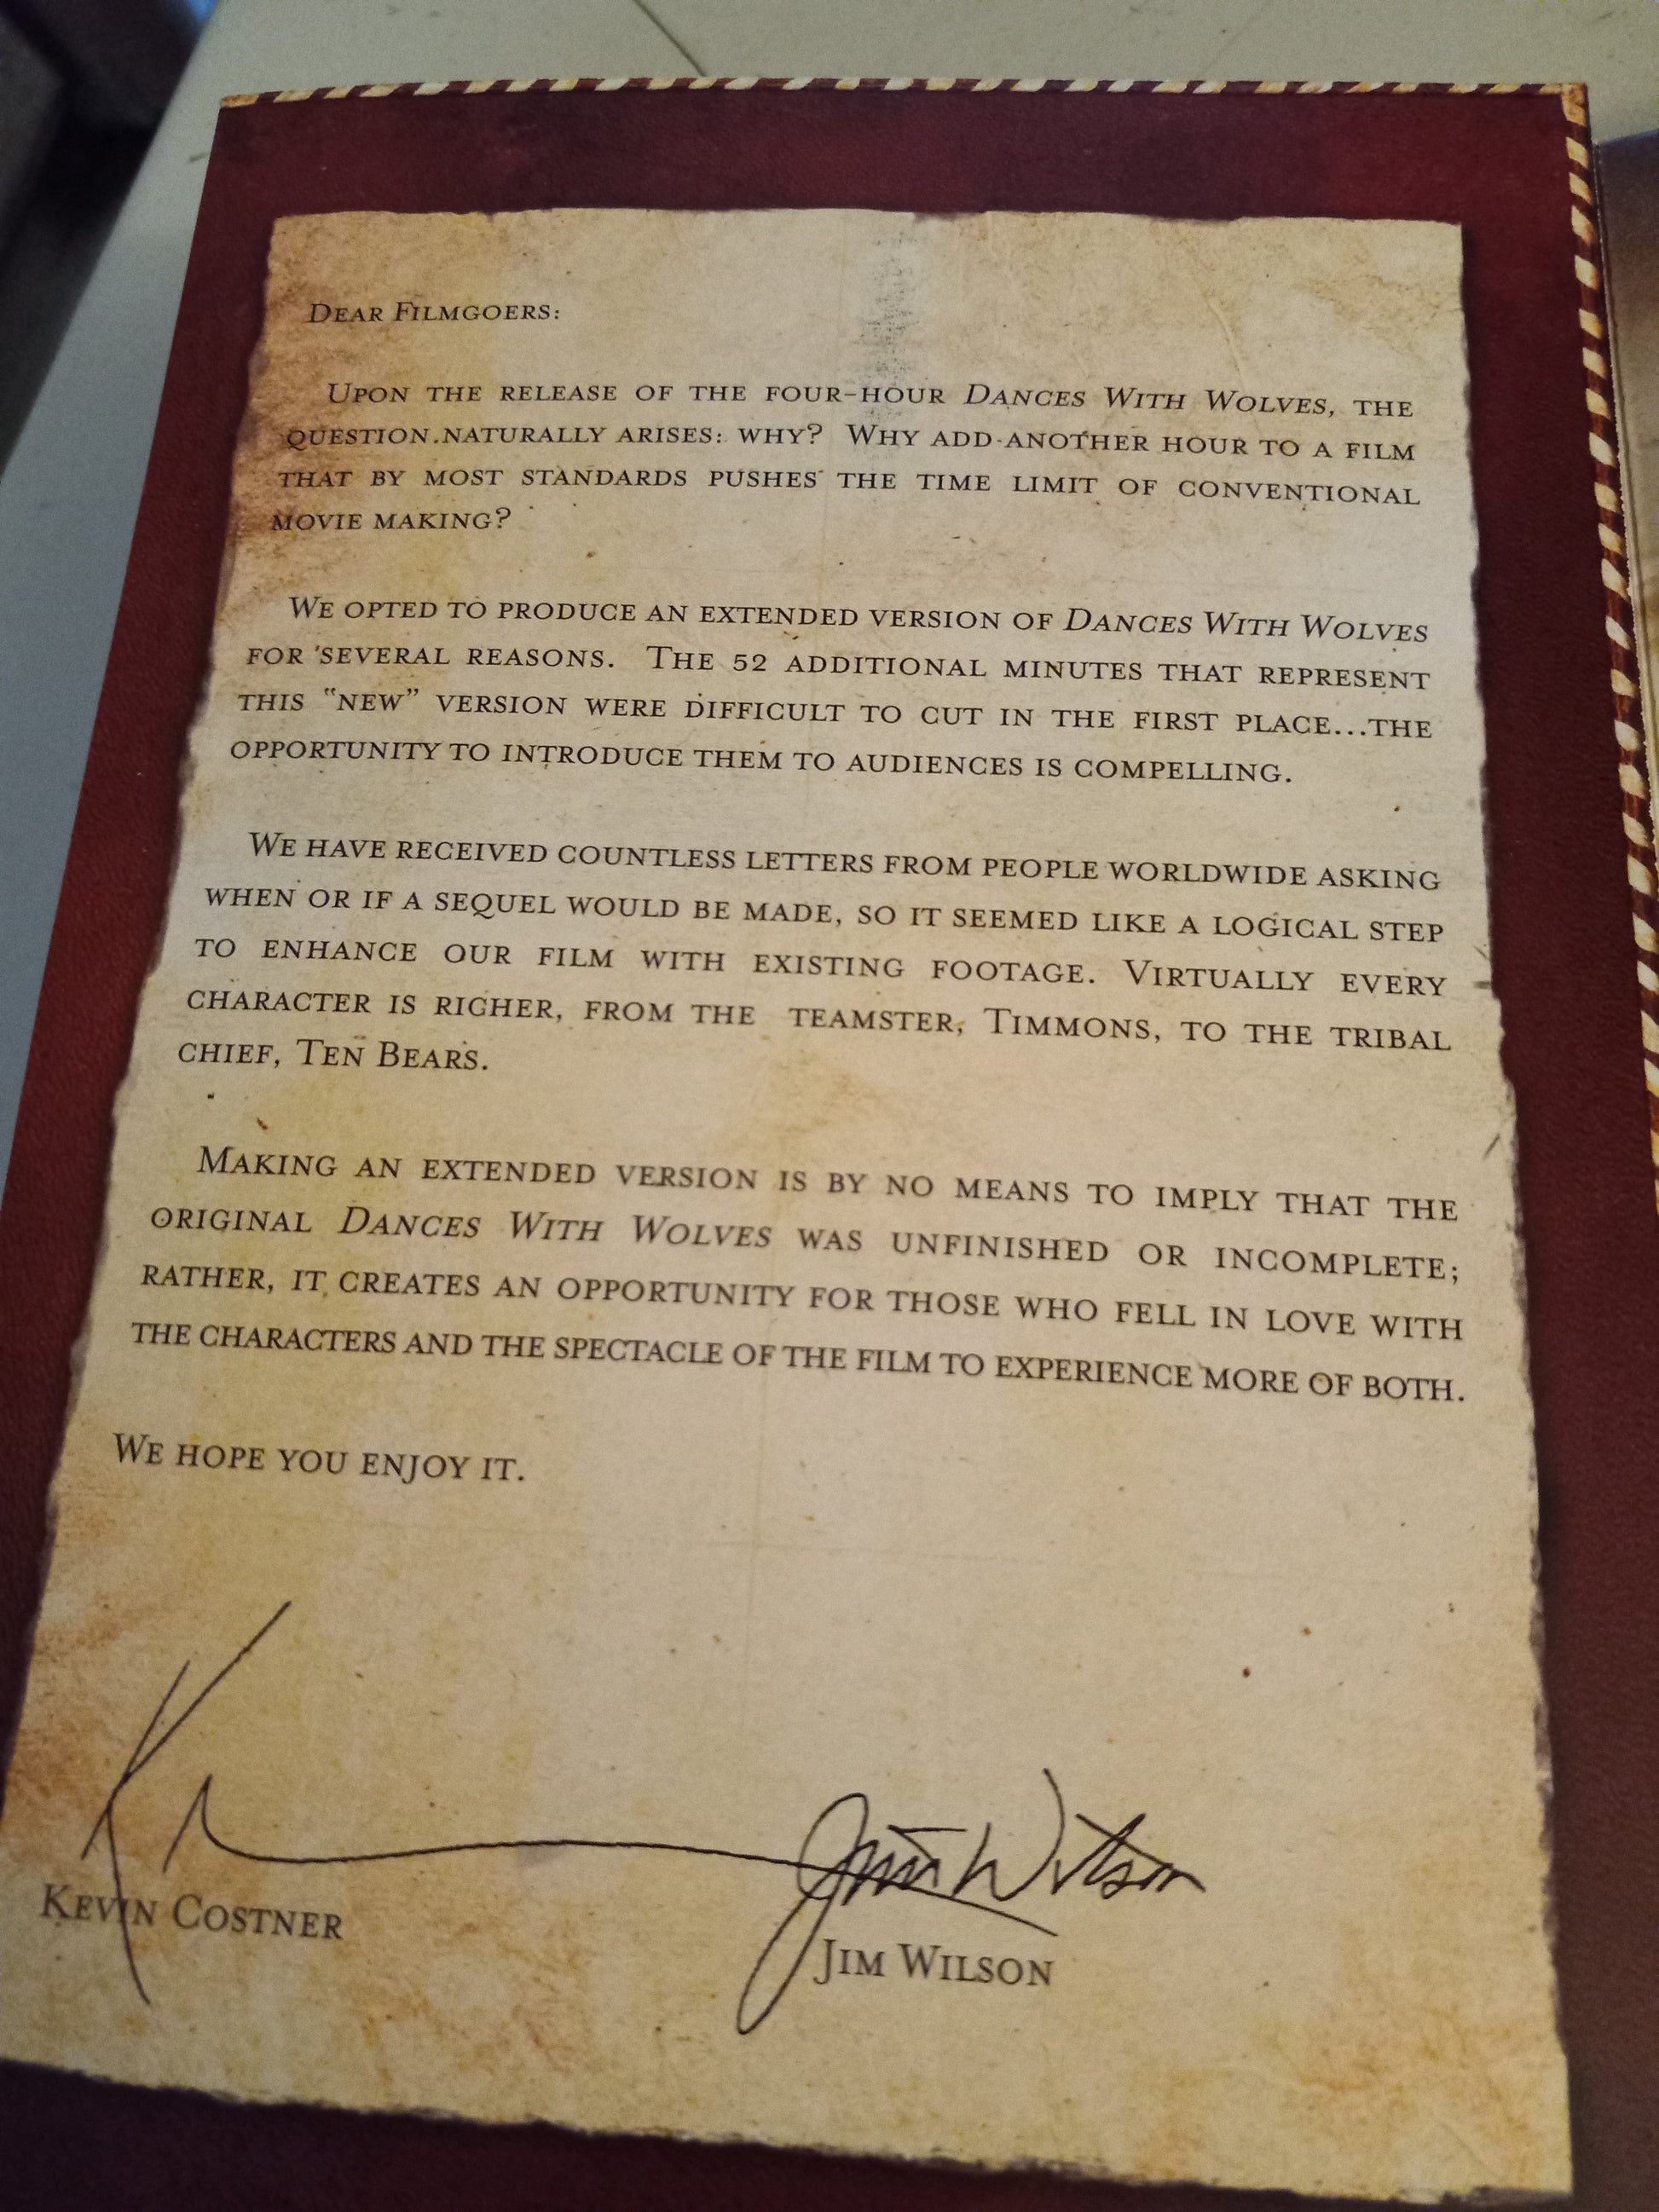 Dear Filmgoers:
Upon the release of the four-hour Dances With Wolves, the
question naturally arises: why?  Why add another hour to a film
that by most standards pushes the time limit of conventional
movie making?
We opted to produce an extended version of Dances With Wolves
for several reasons.  The 52 additional minutes that represent
this "new" version were difficult to cut in the first place...the
opportunity to introduce them to audiences is compelling.
We have received countless letters from people worldwide asking
when or if a sequel would be made, so it seemed like a logical step
to enhance our film with existing footage. Virtually every
character is richer, from the  teamster, Timmons, to the tribal
chief, Ten Bears.
Making an extended version is by no means to imply that the
original Dances With Wolves was unfinished or incomplete;
rather, it creates an opportunity for those who fell in love with
the characters and the spectacle of the film to experience more of both.
We hope you enjoy it.
Jim Wilson
Kevin Costner
Jim Wilson